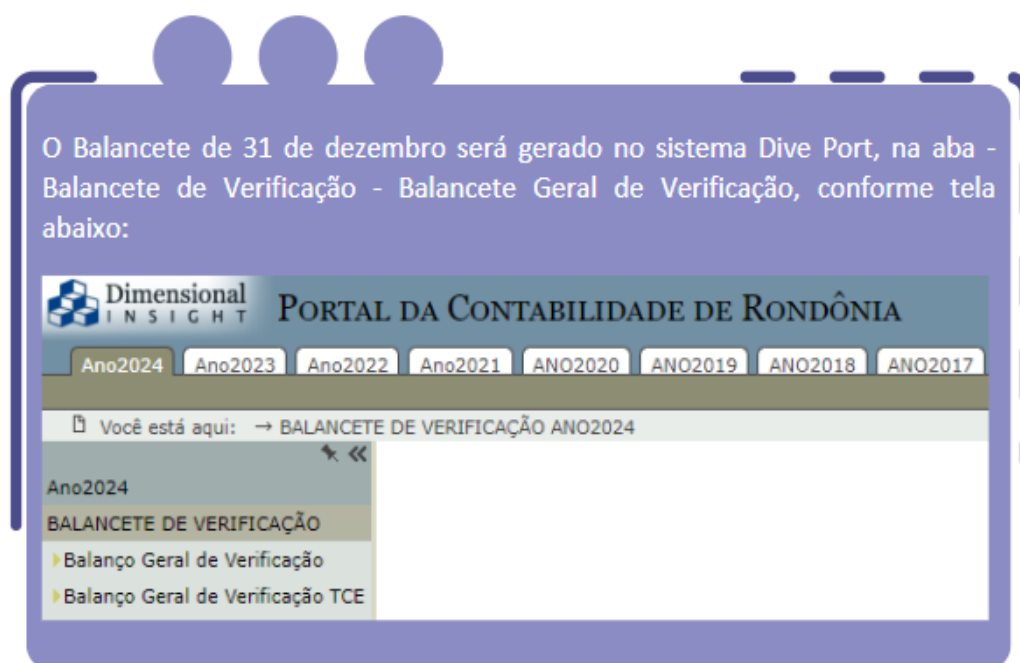 O Balancete de 31 de dezembro será gerado no sistema Dive Port, na aba -
Balancete de Verificação - Balancete Geral de Verificação, conforme tela
abaixo:
Dimensional
INSIGHT
PORTAL DA CONTABILIDADE DE RONDÔNIA
Ano2024 Ano2023 Ano2022 Ano2021 ANO2020 ANO2019 ANO2018 ANO2017
Você está aqui: → BALANCETE DE VERIFICAÇÃO ANO2024
Ano2024
BALANCETE DE VERIFICAÇÃO
Balanço Geral de Verificação
Balanço Geral de Verificação TCE